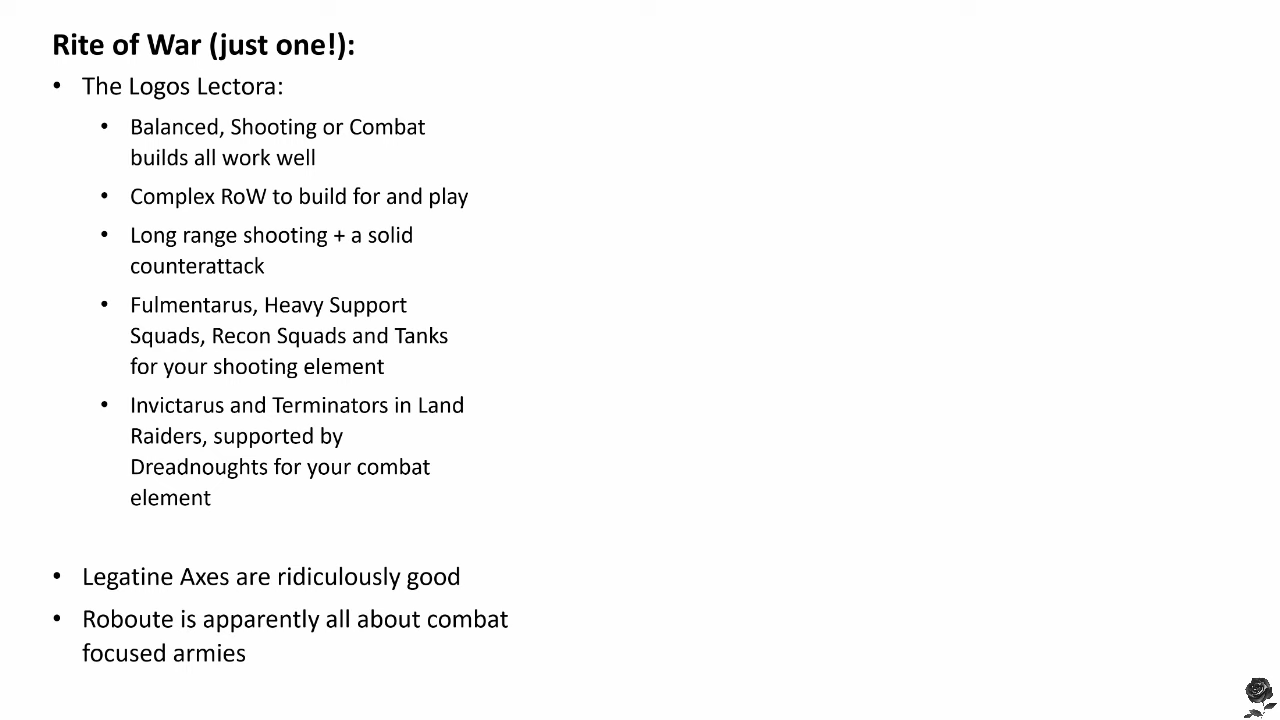 Rite of War (just one!):
• The Logos Lectora:
• Balanced, Shooting or Combat
builds all work well
• Complex RoW to build for and play
• Long range shooting + a solid
counterattack
• Fulmentarus, Heavy Support
Squads, Recon Squads and Tanks
for your shooting element
• Invictarus and Terminators in Land
Raiders, supported by
Dreadnoughts for your combat
element
• Legatine Axes are ridiculously good
• Roboute is apparently all about combat
focused armies